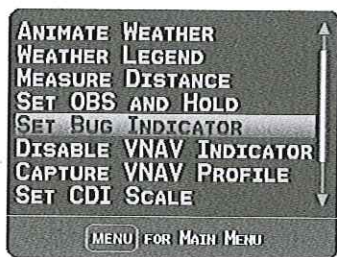 ANIMATE WEATHER
WEATHER LEGEND
MEASURE DISTANCE
SET OBS AND HOLD
SET BUG INDICATOR
DISABLE VNAV INDICATOR
CAPTURE VNAV PROFILE
SET CDI SCALE
MENU FOR MAIN MENU